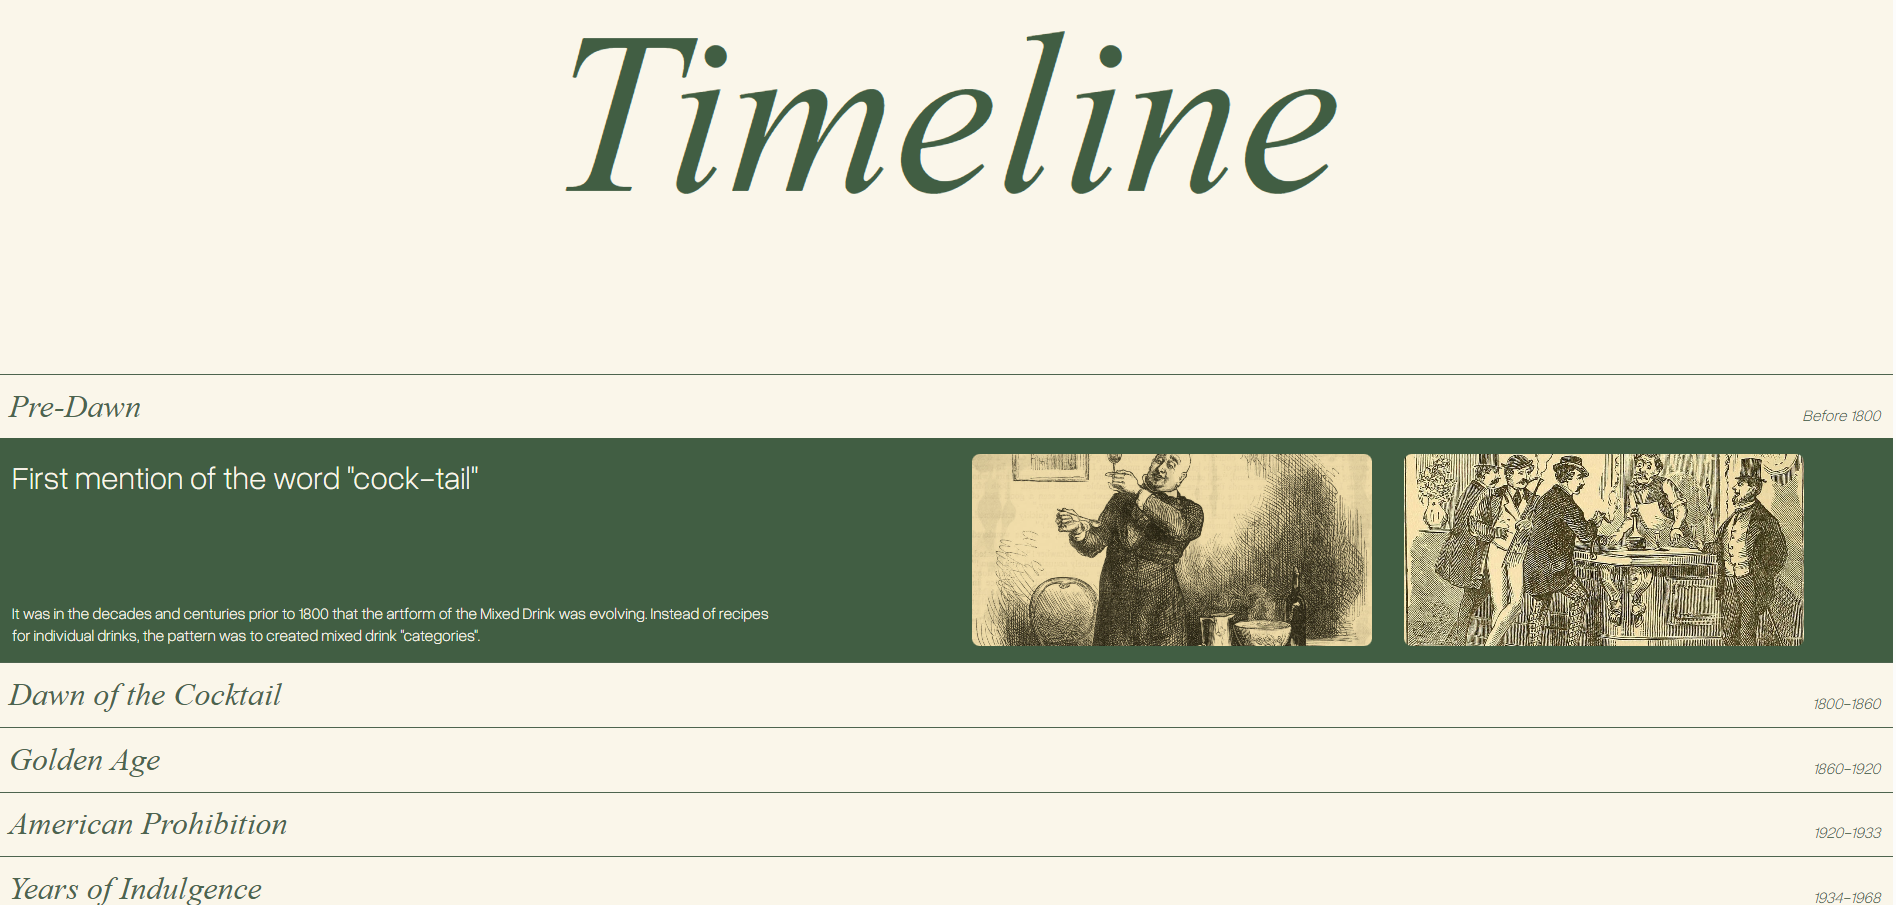 Timeline
Pre-Dawn
Before 1800
First mention of the word "cock-tail"
It was in the decades and centuries prior to 1800 that the artform of the Mixed Drink was evolving. Instead of recipes
for individual drinks, the pattern was to created mixed drink "categories".
Dawn of the Cocktail
1800-1860
Golden Age
1860-1920
American Prohibition
1920-1933
Years of Indulgence
1934-1968